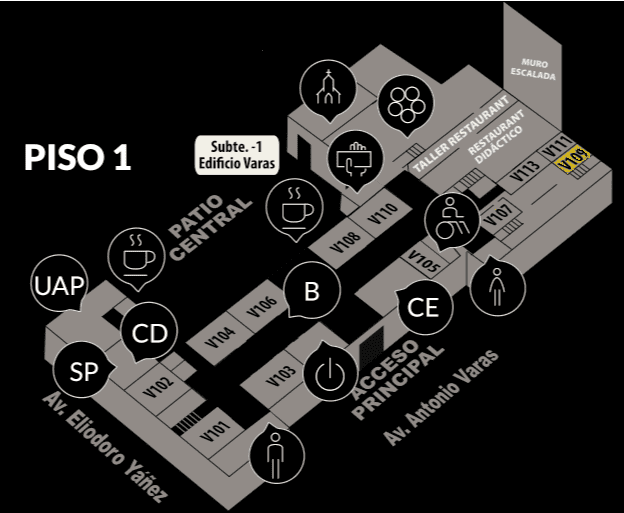 MURO
ESCALADA
PISO 1
Subte. -1
Edificio Varas
TALLER RESTAURANT
RESTAURANT
DIDÁCTICO
V111
V109
V113
V107
V110
V108
V105
PATIO
CENTRAL
UAP
B
CE
V106
V104
CD
SP
V103
V102
V101
ACCESO
PRINCIPAL
Av. Antonio Varas
Av. Eliodoro Yáñez